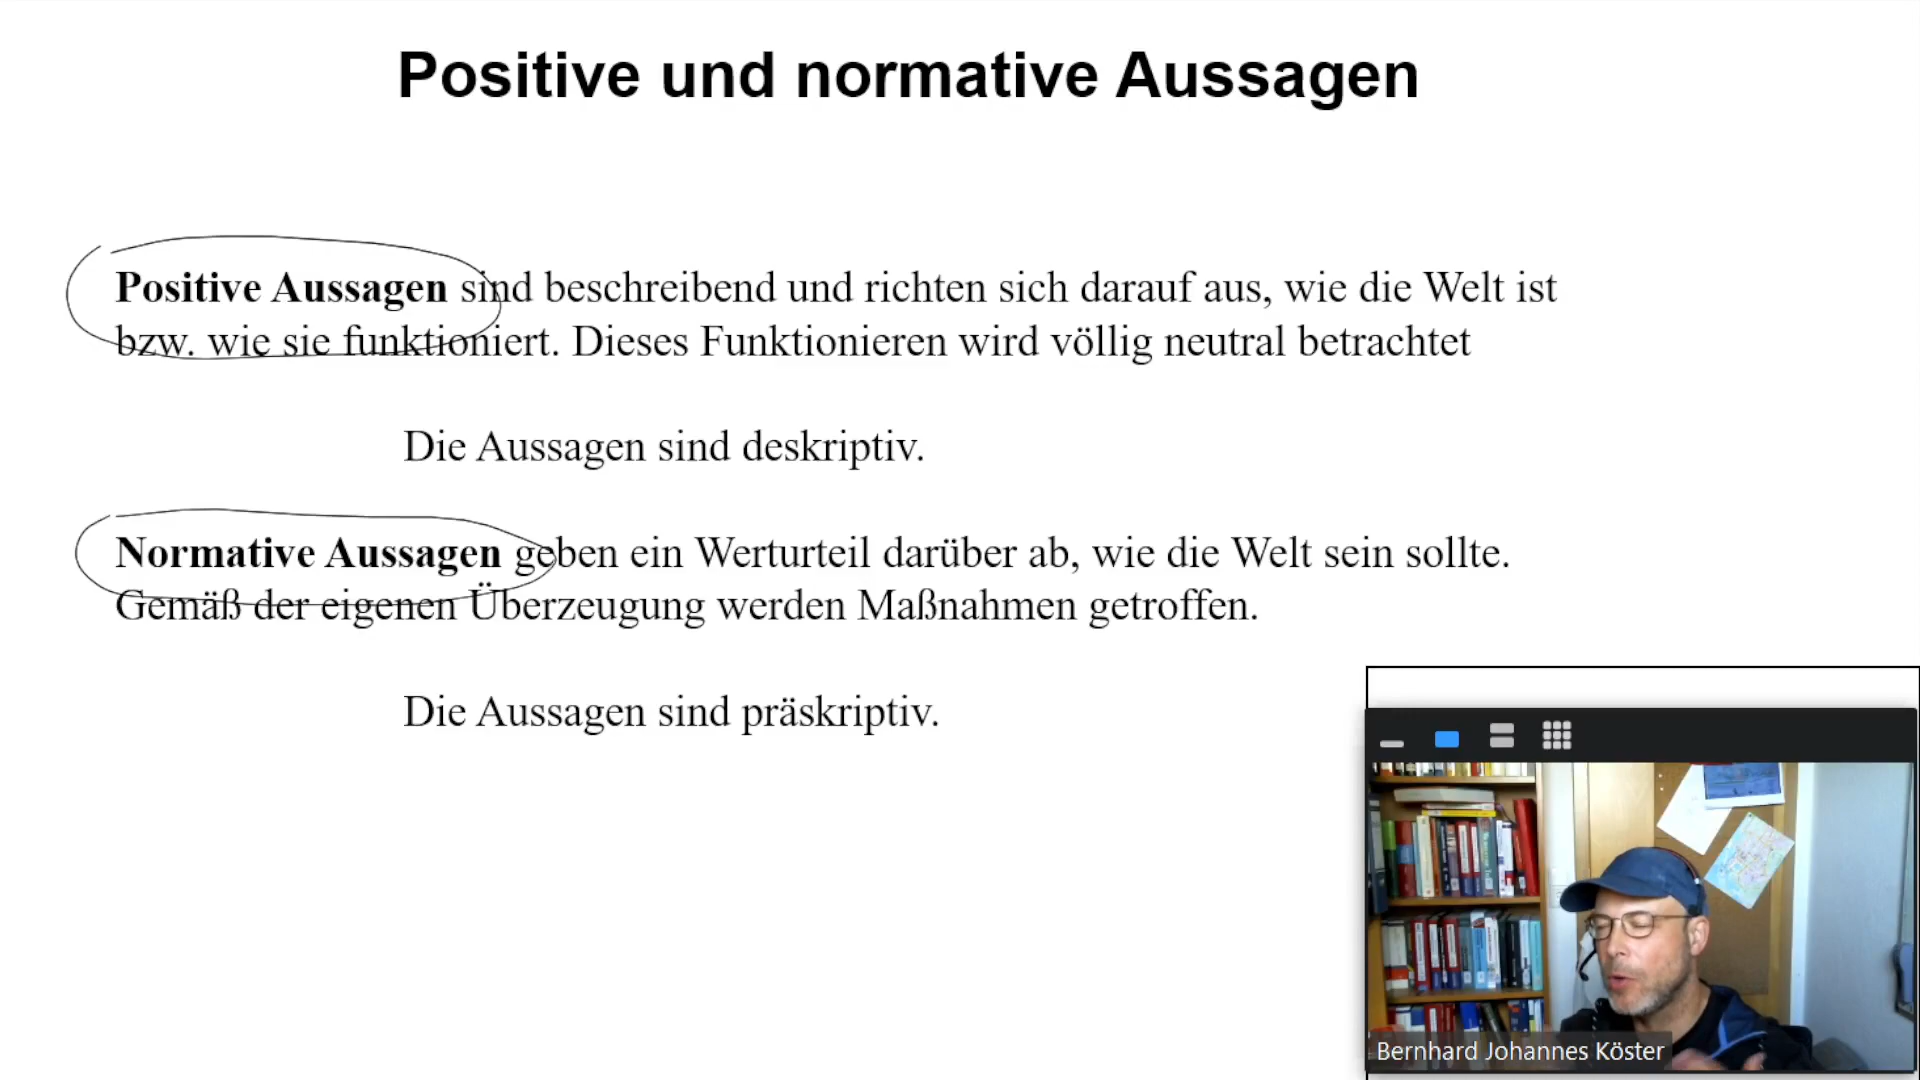 Positive und normative Aussagen
Positive Aussagen sind beschreibend und richten sich darauf aus, wie die Welt ist
bzw. wie sie funktioniert. Dieses Funktionieren wird völlig neutral betrachtet
Die Aussagen sind deskriptiv.
Normative Aussagen geben ein Werturteil darüber ab, wie die Welt sein sollte.
Gemäß der eigenen Überzeugung werden Maßnahmen getroffen.
Die Aussagen sind präskriptiv.
Bernhard Johannes Köster